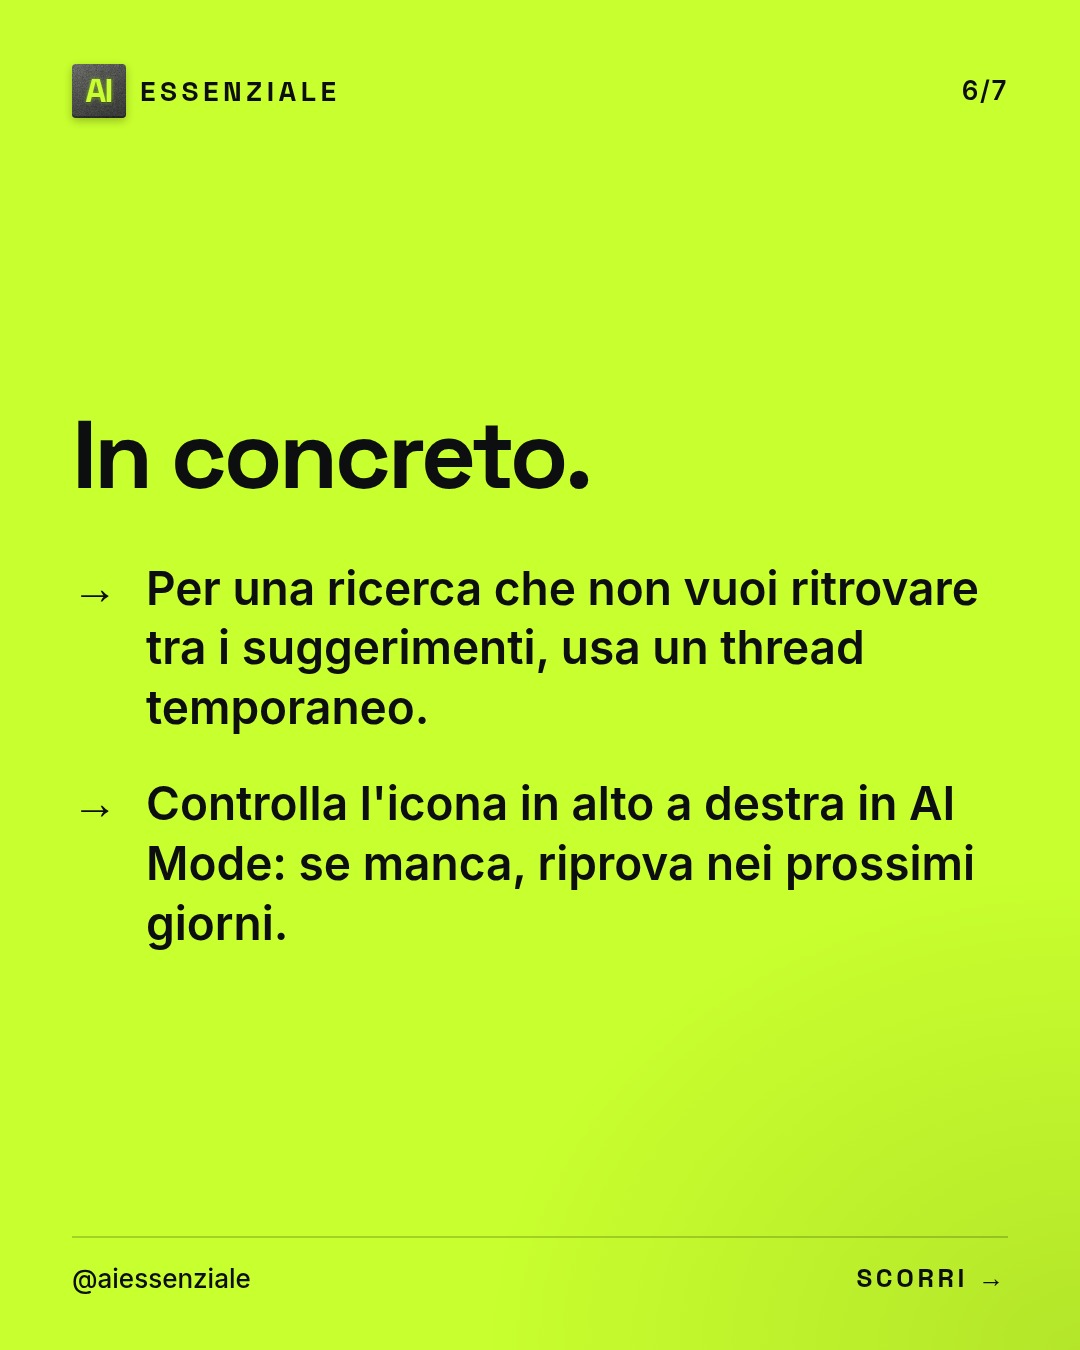 AI ESSENZIALE
6/7
In concreto.
→ Per una ricerca che non vuoi ritrovare
tra i suggerimenti, usa un thread
temporaneo.
→ Controlla l'icona in alto a destra in AI
Mode: se manca, riprova nei prossimi
giorni.
@aiessenziale
SCORRI →